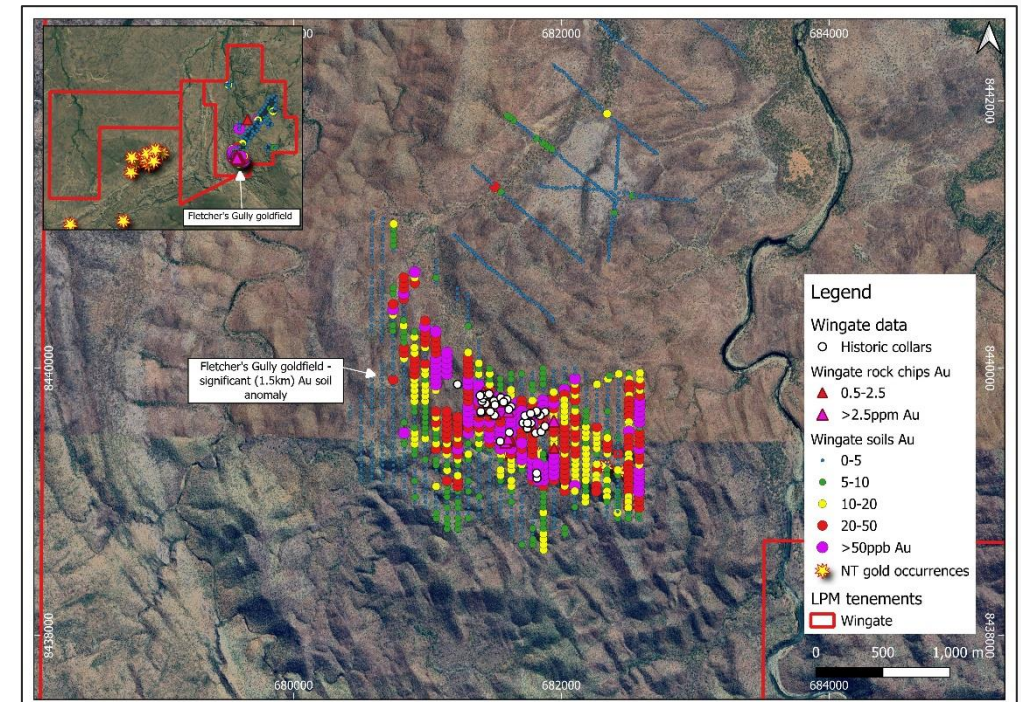 00
682000
684000
8442000
Fletcher's Gully goldfield
8440000
8440000
Fletcher's Gully goldfield -
significant (1.5km) Au soil
anomaly
Legend
Wingate data
Historic collars
Wingate rock chips Au
0.5-2.5
>2.5ppm Au
Wingate soils Au
0-5
5-10
10-20
20-50
>50ppb Au
NT gold occurrences
LPM tenements
Wingate
0 500 1,000 m
8438000
8438000
680000
682000
684000